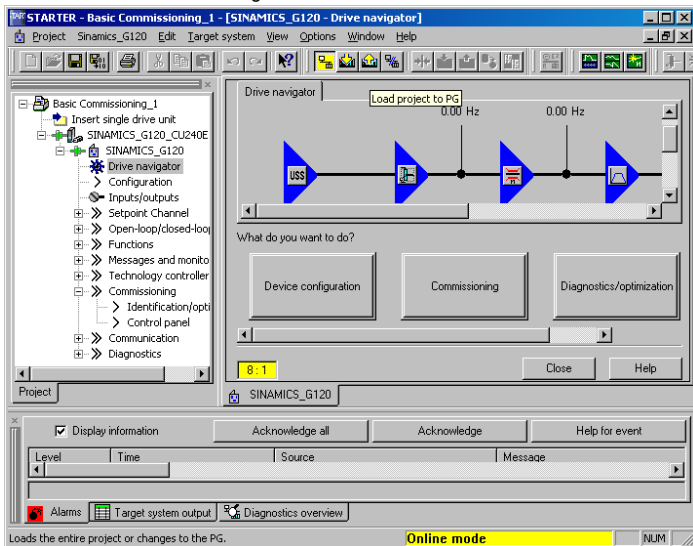 STARTER - Basic Commissioning_1 - [SINAMICS_G120 - Drive navigator]
Project Sinamics_G120 Edit Target system View Options Window Help
Load project to PG
Basic Commissioning_1
Insert single drive unit
SINAMICS_G120_CU240E
SINAMICS_G120
Drive navigator
Configuration
Inputs/outputs
Setpoint Channel
Open-loop/closed-loop
Functions
Messages and monito
Technology controller
Commissioning
Identification/opti
Control panel
Communication
Diagnostics
Project
Drive navigator
0.00 Hz 0.00 Hz
USS
What do you want to do?
Device configuration Commissioning Diagnostics/optimization
8 : 1 Close Help
SINAMICS_G120
Display information Acknowledge all Acknowledge Help for event
Level Time Source Message
Alarms Target system output Diagnostics overview
Loads the entire project or changes to the PG. Online mode NUM